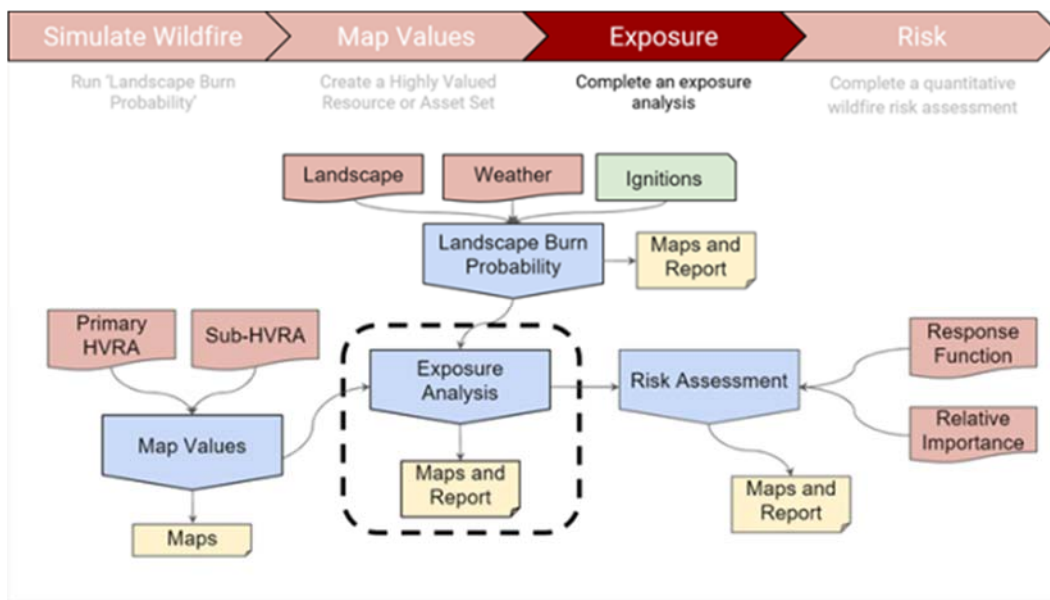 Simulate Wildfire
Map Values
Exposure
Risk
Run ‘Landscape Burn
Probability’
Create a Highly Valued
Resource or Asset Set
Complete an exposure
analysis
Complete a quantitative
wildfire risk assessment
Landscape
Weather
Ignitions
Landscape Burn
Probability
Maps and
Report
Primary
HVRA
Sub-HVRA
Exposure
Analysis
Risk Assessment
Response
Function
Relative
Importance
Map Values
Maps and
Report
Maps and
Report
Maps